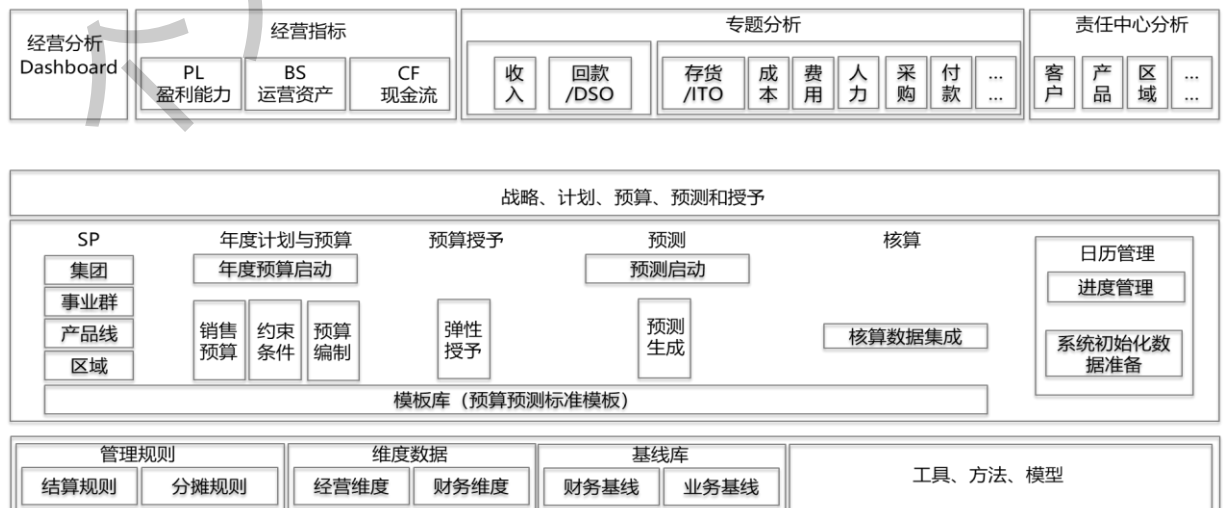 经营分析
Dashboard
经营指标
PL
盈利能力
BS
运营资产
CF
现金流
专题分析
收
入
回款
/DSO
存货
/ITO
成
本
费
用
人
力
采
购
付
款
...
...
责任中心分析
客
户
产
品
区
域
...
...
战略、计划、预算、预测和授予
SP
集团
事业群
产品线
区域
年度计划与预算
年度预算启动
销售
预算
约束
条件
预算
编制
预算授予
弹性
授予
预测
预测启动
预测
生成
核算
核算数据集成
模板库（预算预测标准模板）
日历管理
进度管理
系统初始化数
据准备
管理规则
结算规则
分摊规则
维度数据
经营维度
财务维度
基线库
财务基线
业务基线
工具、方法、模型